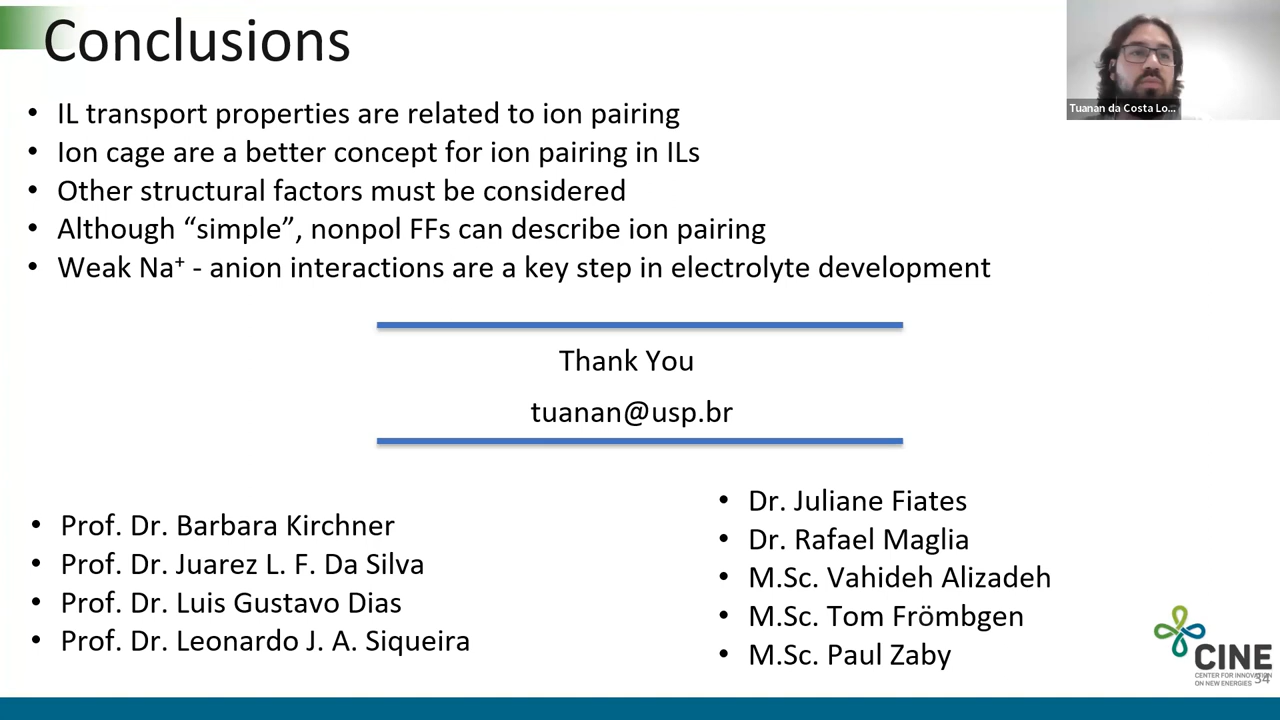 Conclusions
Tuanan da Costa Lo...
• IL transport properties are related to ion pairing
• Ion cage are a better concept for ion pairing in ILs
• Other structural factors must be considered
• Although “simple”, nonpol FFs can describe ion pairing
• Weak Na⁺ - anion interactions are a key step in electrolyte development
Thank You
tuanan@usp.br
• Prof. Dr. Barbara Kirchner
• Prof. Dr. Juarez L. F. Da Silva
• Prof. Dr. Luis Gustavo Dias
• Prof. Dr. Leonardo J. A. Siqueira
• Dr. Juliane Fiates
• Dr. Rafael Maglia
• M.Sc. Vahideh Alizadeh
• M.Sc. Tom Frömbgen
• M.Sc. Paul Zaby
CINE
CENTER FOR INNOVATION
ON NEW ENERGIES
34